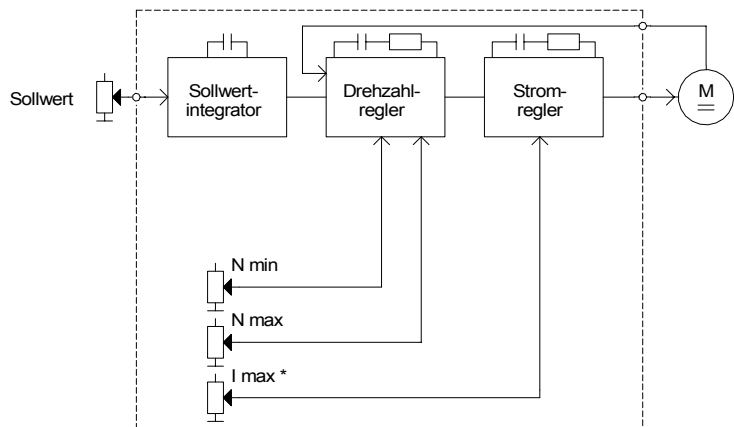 Sollwert
Sollwert-
integrator
Drehzahl-
regler
Strom-
regler
M
N min
N max
I max *